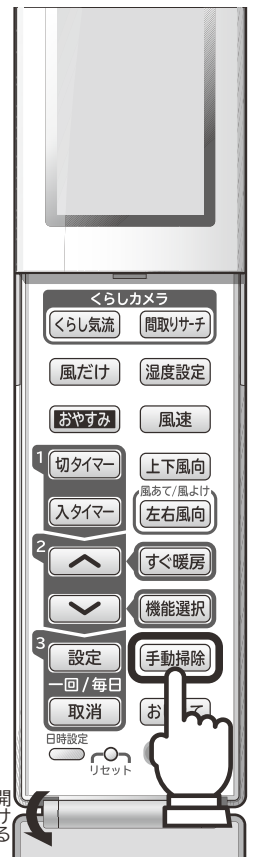 くらしカメラ
くらし気流 間取りサーチ
風だけ 湿度設定
おやすみ 風速
1 切タイマー 上下風向
風あて/風よけ
入タイマー 左右風向
2 すぐ暖房
機能選択
3 設定 手動掃除
一回/毎日
取消 お
て
日時設定
リセット
開ける